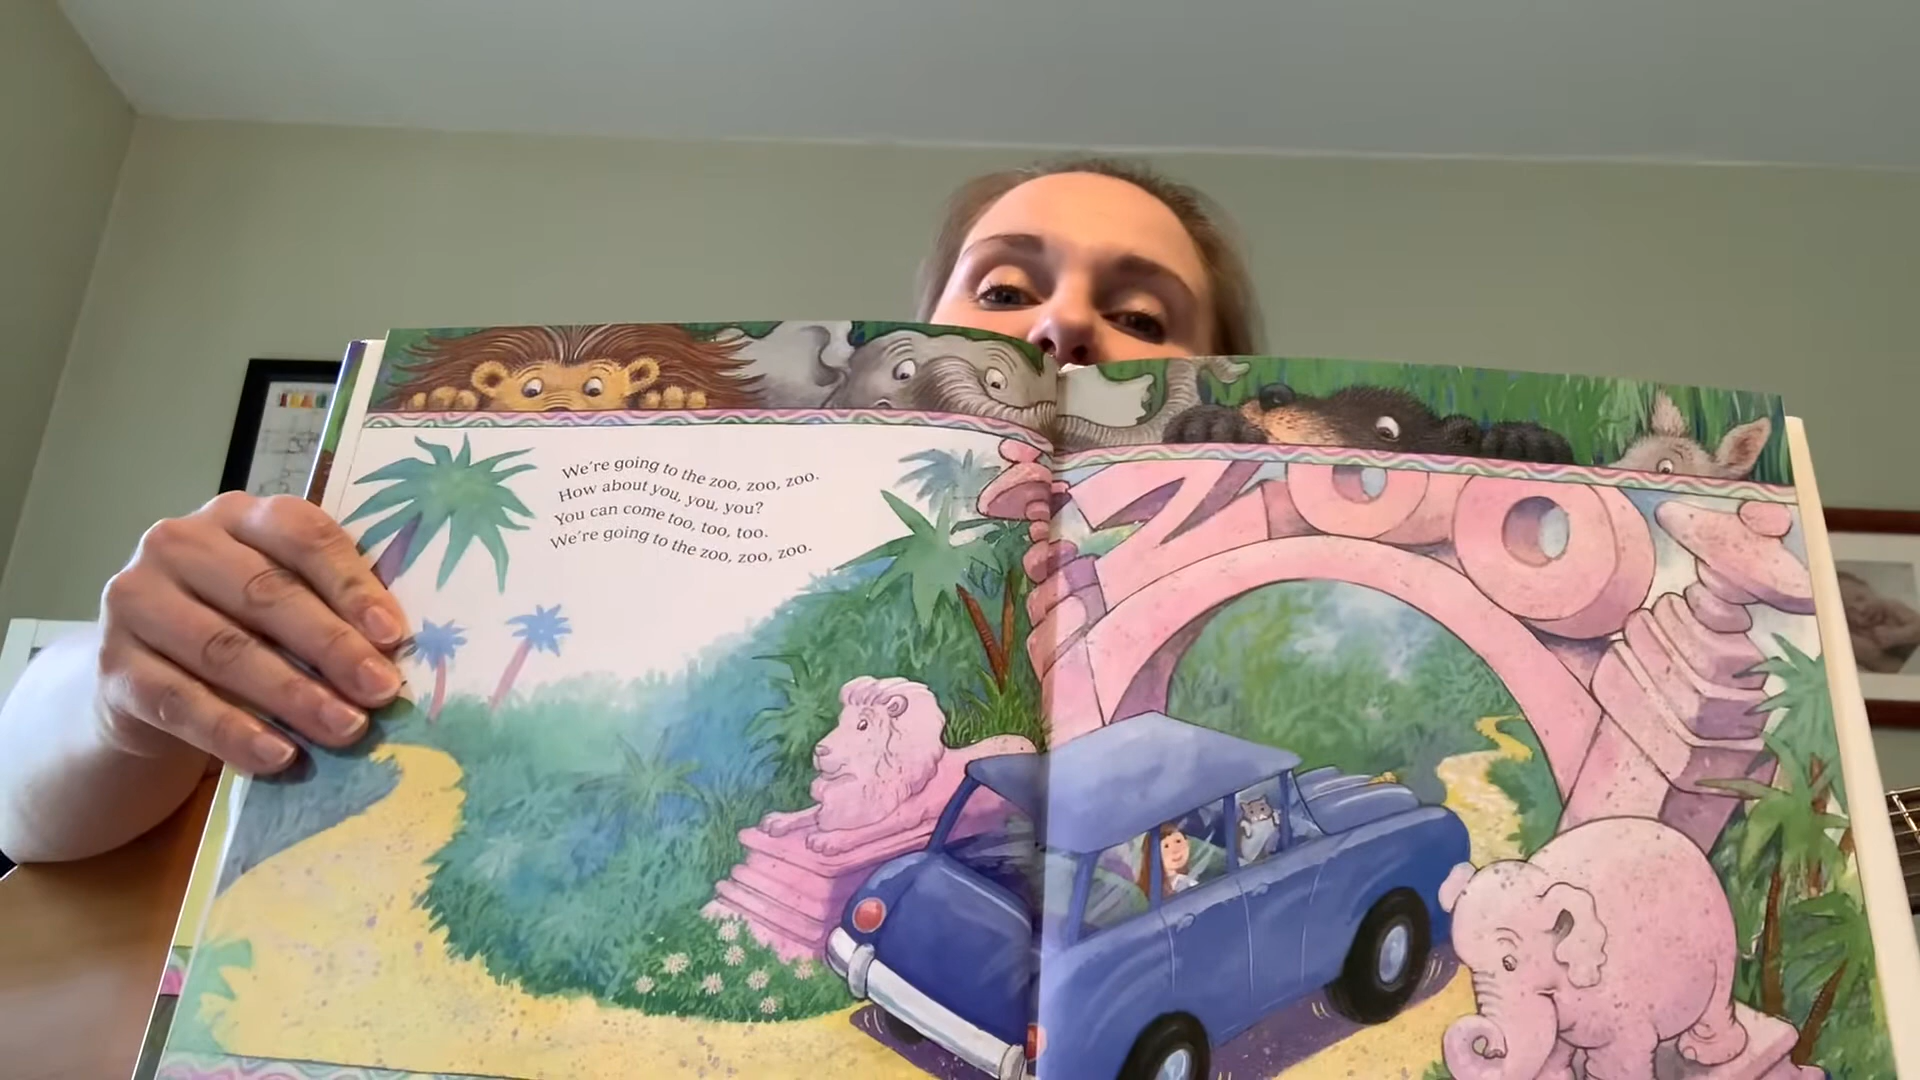 We're going to the zoo, zoo, zoo.
How about you, you, you?
You can come too, too, too.
We're going to the zoo, zoo, zoo.
ZOO